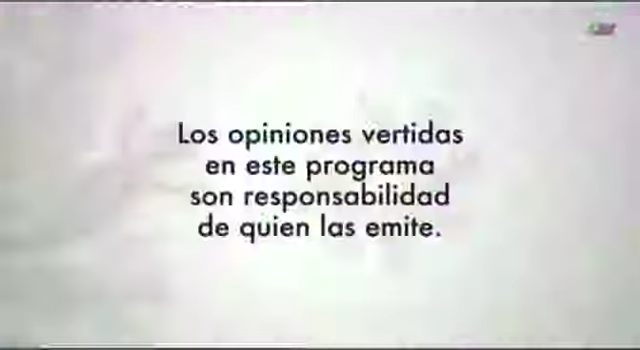 Los opiniones vertidas
en este programa
son responsabilidad
de quien las emite.